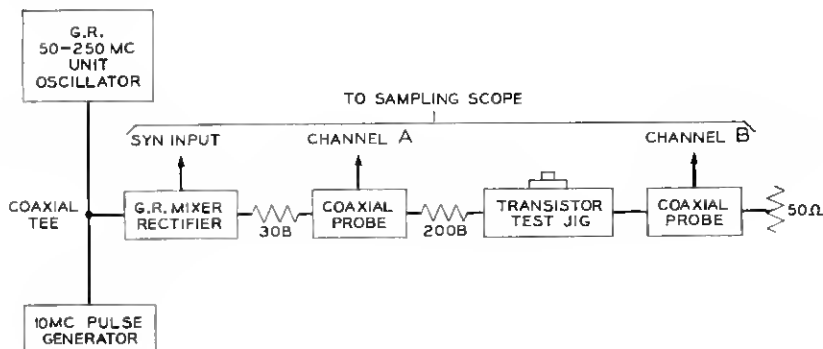 G.R.
50-250 MC
UNIT
OSCILLATOR
TO SAMPLING SCOPE
SYN INPUT
CHANNEL A
CHANNEL B
COAXIAL
TEE
G.R. MIXER
RECTIFIER
30B
COAXIAL
PROBE
200B
TRANSISTOR
TEST JIG
COAXIAL
PROBE
50Ω
10MC PULSE
GENERATOR